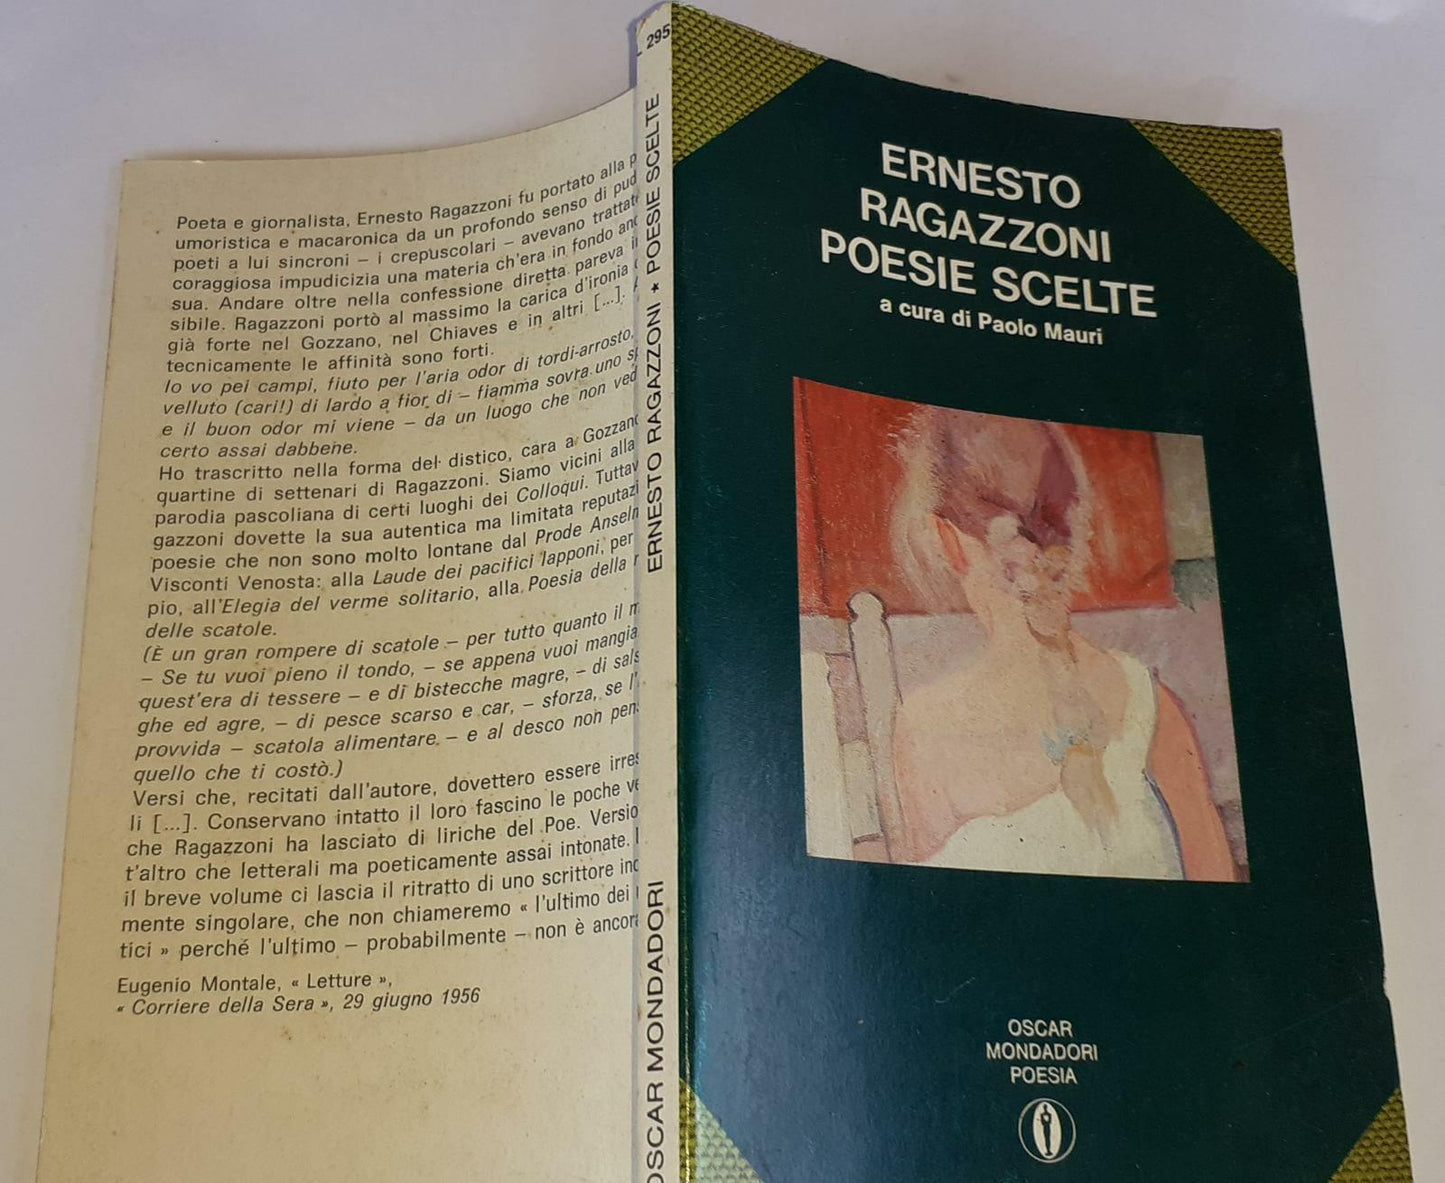 Poeta e giornalista, Ernesto Ragazzoni fu portato alla
umoristica e macaronica da un profondo senso di
poeti a lui sincroni – i crepuscolari – avevano
coraggiosa impudicizia una materia ch'era in fondo
sua. Andare oltre nella confessione diretta pareva
sibile. Ragazzoni portò al massimo la carica d'ironia
già forte nel Gozzano, nel Chiaves e in altri [...].
tecnicamente le affinità sono forti.
Io vo pei campi, fiuto per l'aria odor di tordi-arrosto,
velluto (cari!) di lardo a fior di – fiamma sovra uno
e il buon odor mi viene – da un luogo che non
certo assai dabbene.
Ho trascritto nella forma del distico, cara a
quartine di settenari di Ragazzoni. Siamo vicini alla
parodia pascoliana di certi luoghi dei Colloqui.
gazzoni dovette la sua autentica ma limitata
poesie che non sono molto lontane dal Prode
Visconti Venosta: alla Laude dei pacifici lapponi, per
pio, all'Elegia del verme solitario, alla Poesia della
delle scatole.
(È un gran rompere di scatole – per tutto quanto il
– Se tu vuoi pieno il tondo, – se appena vuoi
quest'era di tessere – e di bistecche magre, – di
ghe ed agre, – di pesce scarso e car, – sforza, se
provvida – scatola alimentare – e al desco non
quello che ti costò.)
Versi che, recitati dall'autore, dovettero essere
li [...]. Conservano intatto il loro fascino le poche
che Ragazzoni ha lasciato di liriche del Poe.
t'altro che letterali ma poeticamente assai intonate.
il breve volume ci lascia il ritratto di uno scrittore
mente singolare, che non chiameremo « l'ultimo dei
tici » perché l'ultimo – probabilmente – non è
Eugenio Montale, « Letture »,
« Corriere della Sera », 29 giugno 1956
295
OSCAR MONDADORI ERNESTO RAGAZZONI ★ POESIE SCELTE
ERNESTO
RAGAZZONI
POESIE SCELTE
a cura di Paolo Mauri
OSCAR
MONDADORI
POESIA